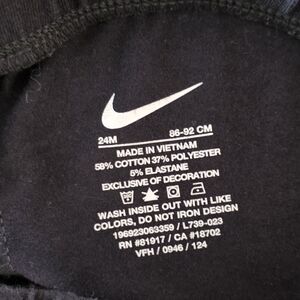 24M 86-92 CM
MADE IN VIETNAM
58% COTTON 37% POLYESTER
5% ELASTANE
EXCLUSIVE OF DECORATION
WASH INSIDE OUT WITH LIKE
COLORS, DO NOT IRON DESIGN
196923063359 / L739-023
RN #81917 / CA #18702
VFH / 0946 / 124